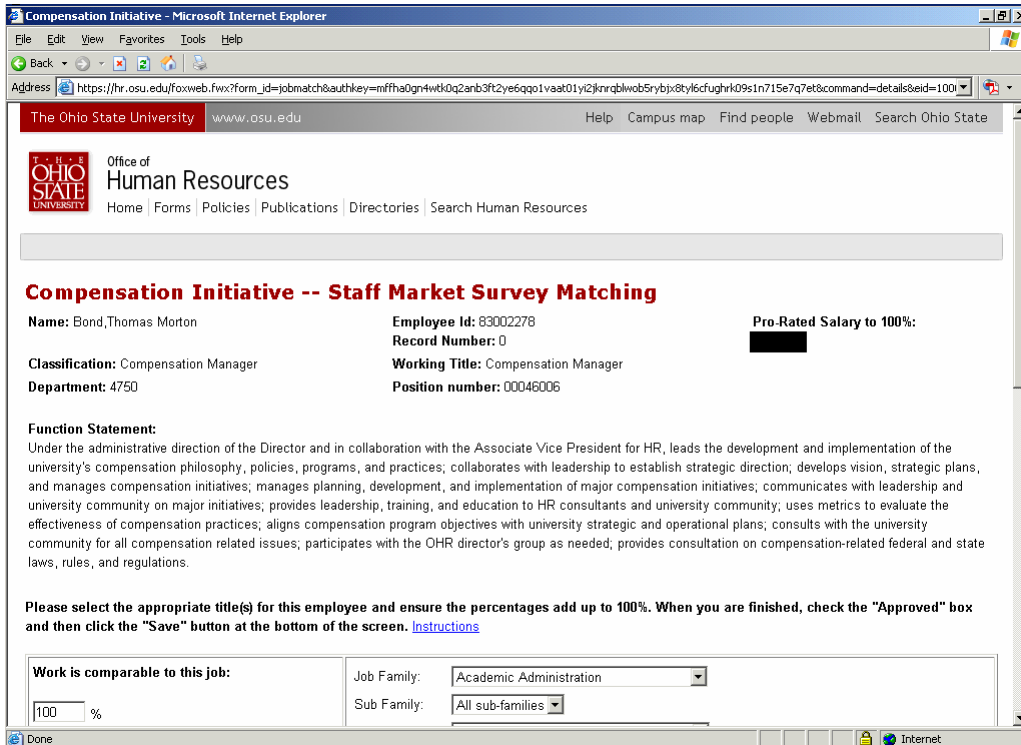 Compensation Initiative - Microsoft Internet Explorer
File Edit View Favorites Tools Help
Back
Address https://hr.osu.edu/foxweb.fwx?form_id=jobmatch&authkey=mffha0gn4wtk0q2anb3ft2ye6qqo1vaat01yi2jknrqblwob5rybjx8tyl6cfughrk09s1n715e7q7et&command=details&eid=100
The Ohio State University www.osu.edu Help Campus map Find people Webmail Search Ohio State
T · H · E
OHIO
STATE
UNIVERSITY
Office of
Human Resources
Home Forms Policies Publications Directories Search Human Resources
Compensation Initiative -- Staff Market Survey Matching
Name: Bond,Thomas Morton Employee Id: 83002278 Pro-Rated Salary to 100%:
Record Number: 0
Classification: Compensation Manager Working Title: Compensation Manager
Department: 4750 Position number: 00046006
Function Statement:
Under the administrative direction of the Director and in collaboration with the Associate Vice President for HR, leads the development and implementation of the
university's compensation philosophy, policies, programs, and practices; collaborates with leadership to establish strategic direction; develops vision, strategic plans,
and manages compensation initiatives; manages planning, development, and implementation of major compensation initiatives; communicates with leadership and
university community on major initiatives; provides leadership, training, and education to HR consultants and university community; uses metrics to evaluate the
effectiveness of compensation practices; aligns compensation program objectives with university strategic and operational plans; consults with the university
community for all compensation related issues; participates with the OHR director's group as needed; provides consultation on compensation-related federal and state
laws, rules, and regulations.
Please select the appropriate title(s) for this employee and ensure the percentages add up to 100%. When you are finished, check the "Approved" box
and then click the "Save" button at the bottom of the screen. Instructions
Work is comparable to this job: Job Family: Academic Administration
100 % Sub Family: All sub-families
Done Internet